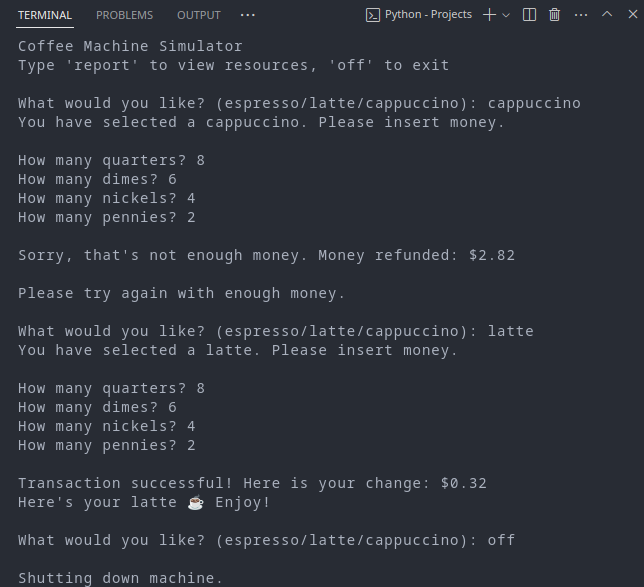 TERMINAL PROBLEMS OUTPUT ··· Python - Projects
Coffee Machine Simulator
Type 'report' to view resources, 'off' to exit
What would you like? (espresso/latte/cappuccino): cappuccino
You have selected a cappuccino. Please insert money.
How many quarters? 8
How many dimes? 6
How many nickels? 4
How many pennies? 2
Sorry, that's not enough money. Money refunded: $2.82
Please try again with enough money.
What would you like? (espresso/latte/cappuccino): latte
You have selected a latte. Please insert money.
How many quarters? 8
How many dimes? 6
How many nickels? 4
How many pennies? 2
Transaction successful! Here is your change: $0.32
Here's your latte ☕ Enjoy!
What would you like? (espresso/latte/cappuccino): off
Shutting down machine.